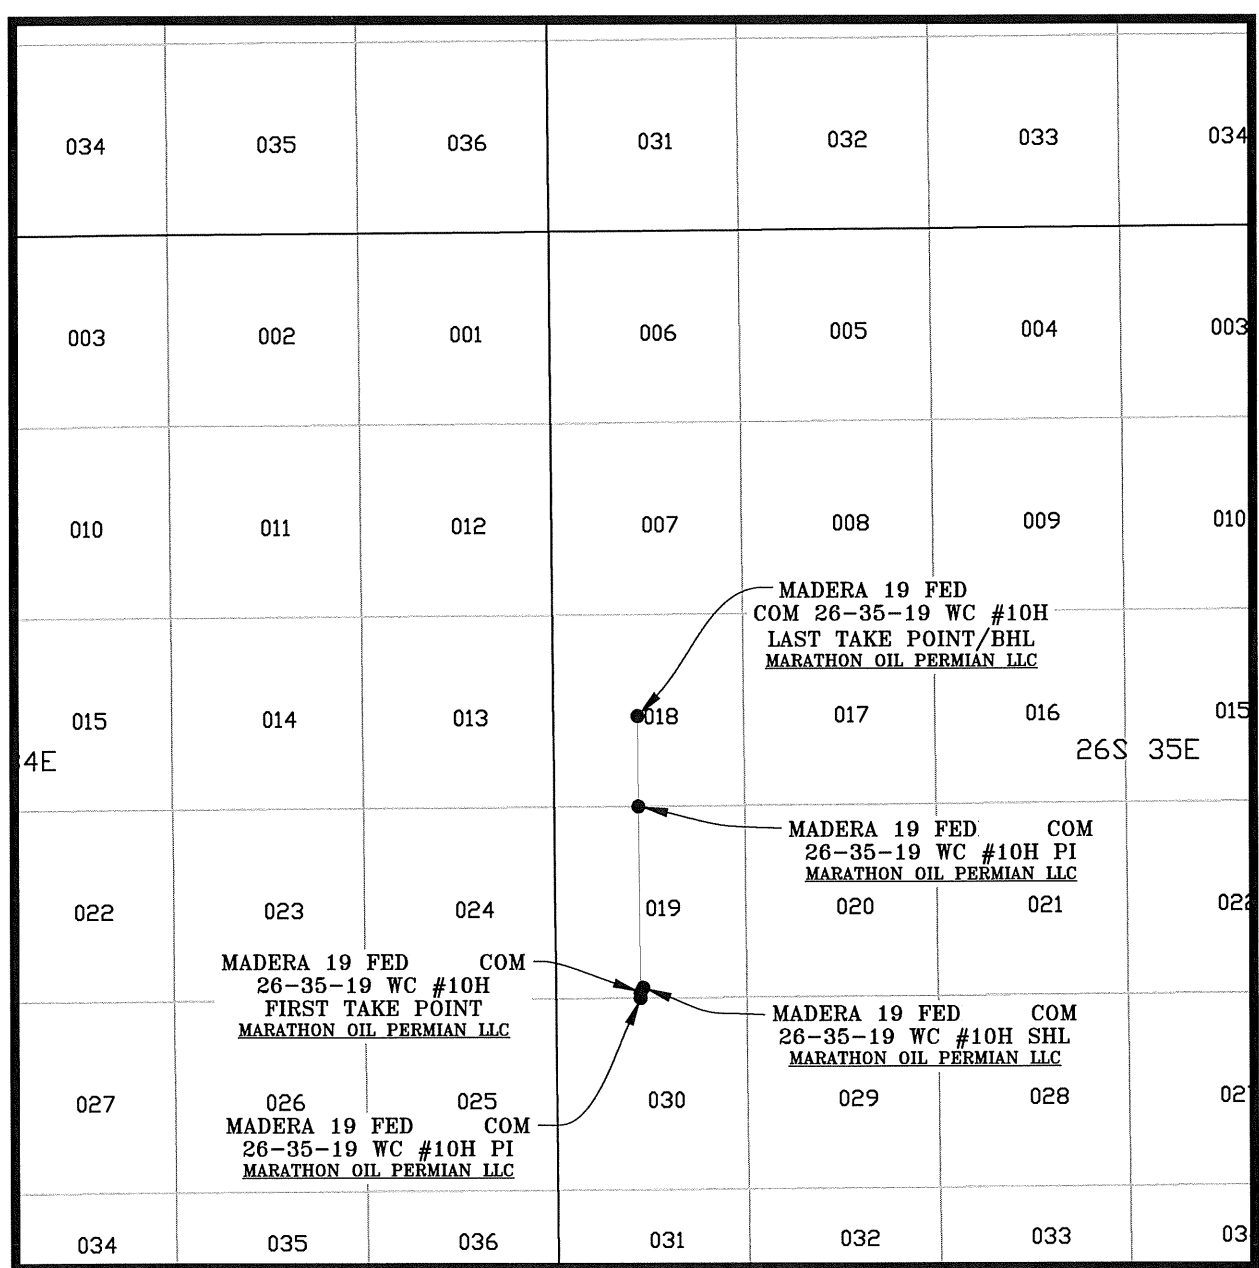 034 035 036 031 032 033 034
003 002 001 006 005 004 003
010 011 012 007 008 009 010
MADERA 19 FED
COM 26-35-19 WC #10H
LAST TAKE POINT/BHL
MARATHON OIL PERMIAN LLC
015 014 013 018 017 016 015
4E
26S 35E
MADERA 19 FED COM
26-35-19 WC #10H PI
MARATHON OIL PERMIAN LLC
022 023 024 019 020 021 022
MADERA 19 FED COM
26-35-19 WC #10H
FIRST TAKE POINT
MARATHON OIL PERMIAN LLC
MADERA 19 FED COM
26-35-19 WC #10H SHL
MARATHON OIL PERMIAN LLC
027 026 025 030 029 028 027
MADERA 19 FED COM
26-35-19 WC #10H PI
MARATHON OIL PERMIAN LLC
034 035 036 031 032 033 03